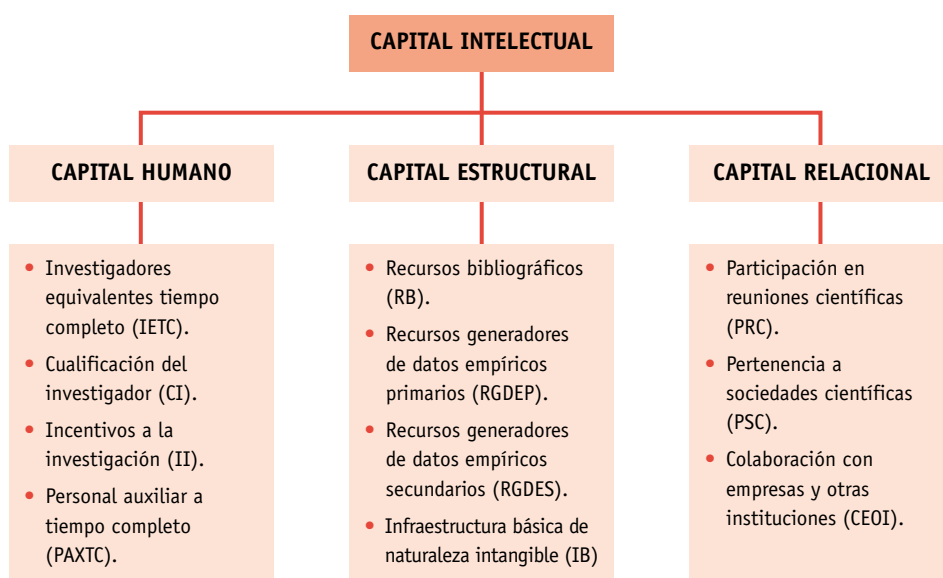 CAPITAL INTELECTUAL
CAPITAL HUMANO
• Investigadores
equivalentes tiempo
completo (IETC).
• Cualificación del
investigador (CI).
• Incentivos a la
investigación (II).
• Personal auxiliar a
tiempo completo
(PAXTC).
CAPITAL ESTRUCTURAL
• Recursos bibliográficos
(RB).
• Recursos generadores
de datos empíricos
primarios (RGDEP).
• Recursos generadores
de datos empíricos
secundarios (RGDES).
• Infraestructura básica de
naturaleza intangible (IB)
CAPITAL RELACIONAL
• Participación en
reuniones científicas
(PRC).
• Pertenencia a
sociedades científicas
(PSC).
• Colaboración con
empresas y otras
instituciones (CEOI).